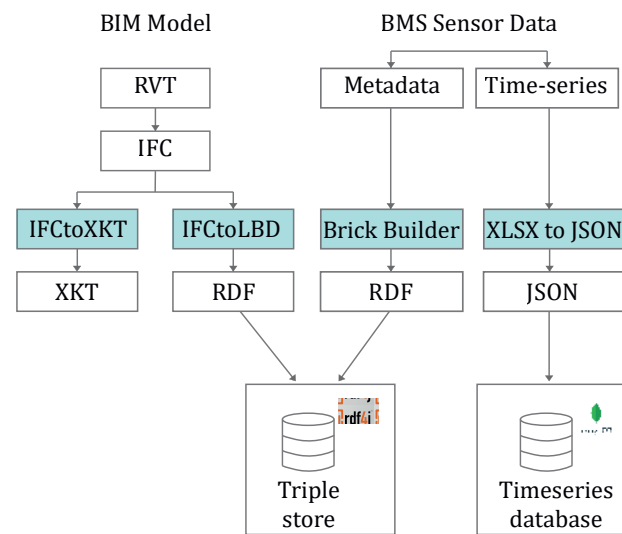 BIM Model
BMS Sensor Data
RVT
Metadata
Time-series
IFC
IFCtoXKT
IFCtoLBD
Brick Builder
XLSX to JSON
XKT
RDF
RDF
JSON
Triple
store
Timeseries
database